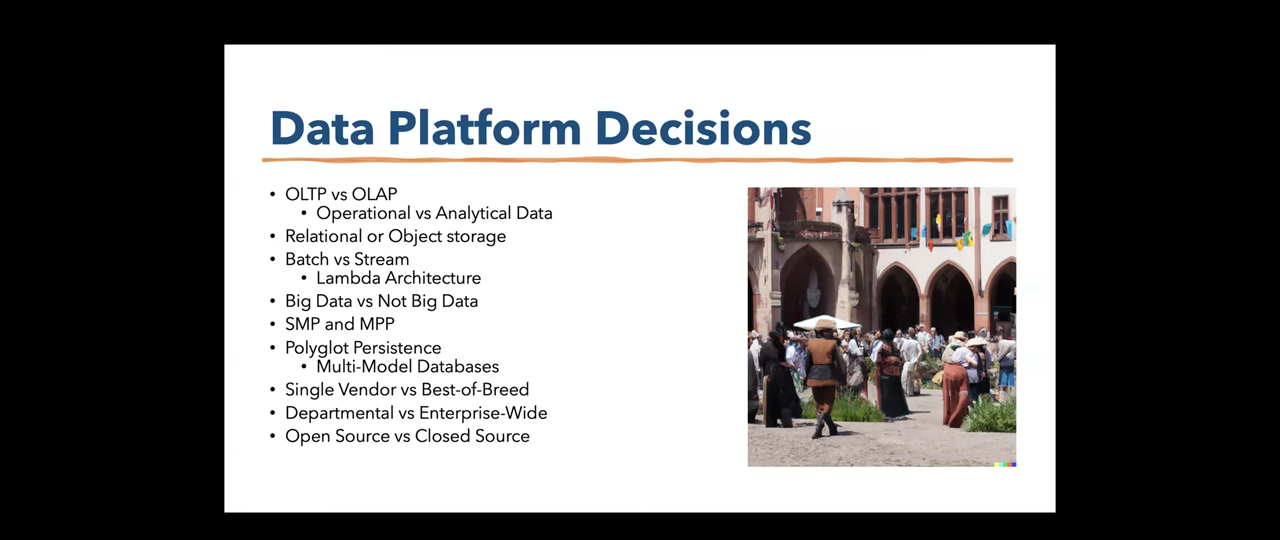 Data Platform Decisions
• OLTP vs OLAP
• Operational vs Analytical Data
• Relational or Object storage
• Batch vs Stream
• Lambda Architecture
• Big Data vs Not Big Data
• SMP and MPP
• Polyglot Persistence
• Multi-Model Databases
• Single Vendor vs Best-of-Breed
• Departmental vs Enterprise-Wide
• Open Source vs Closed Source